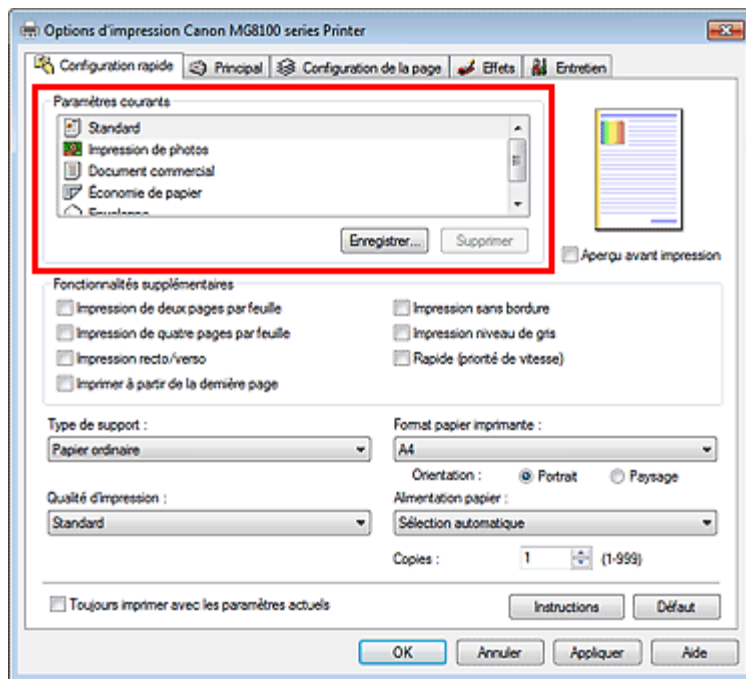 Options d'impression Canon MG8100 series Printer
Configuration rapide Principal Configuration de la page Effets Entretien
Paramètres courants
Standard
Impression de photos
Document commercial
Économie de papier
Enregistrer... Supprimer
Aperçu avant impression
Fonctionnalités supplémentaires
Impression de deux pages par feuille
Impression sans bordure
Impression de quatre pages par feuille
Impression niveau de gris
Impression recto/verso
Rapide (priorité de vitesse)
Imprimer à partir de la dernière page
Type de support :
Papier ordinaire
Format papier imprimante :
A4
Orientation : Portrait Paysage
Qualité d'impression :
Standard
Alimentation papier :
Sélection automatique
Copies : 1 (1-999)
Toujours imprimer avec les paramètres actuels
Instructions Défaut
OK Annuler Appliquer Aide